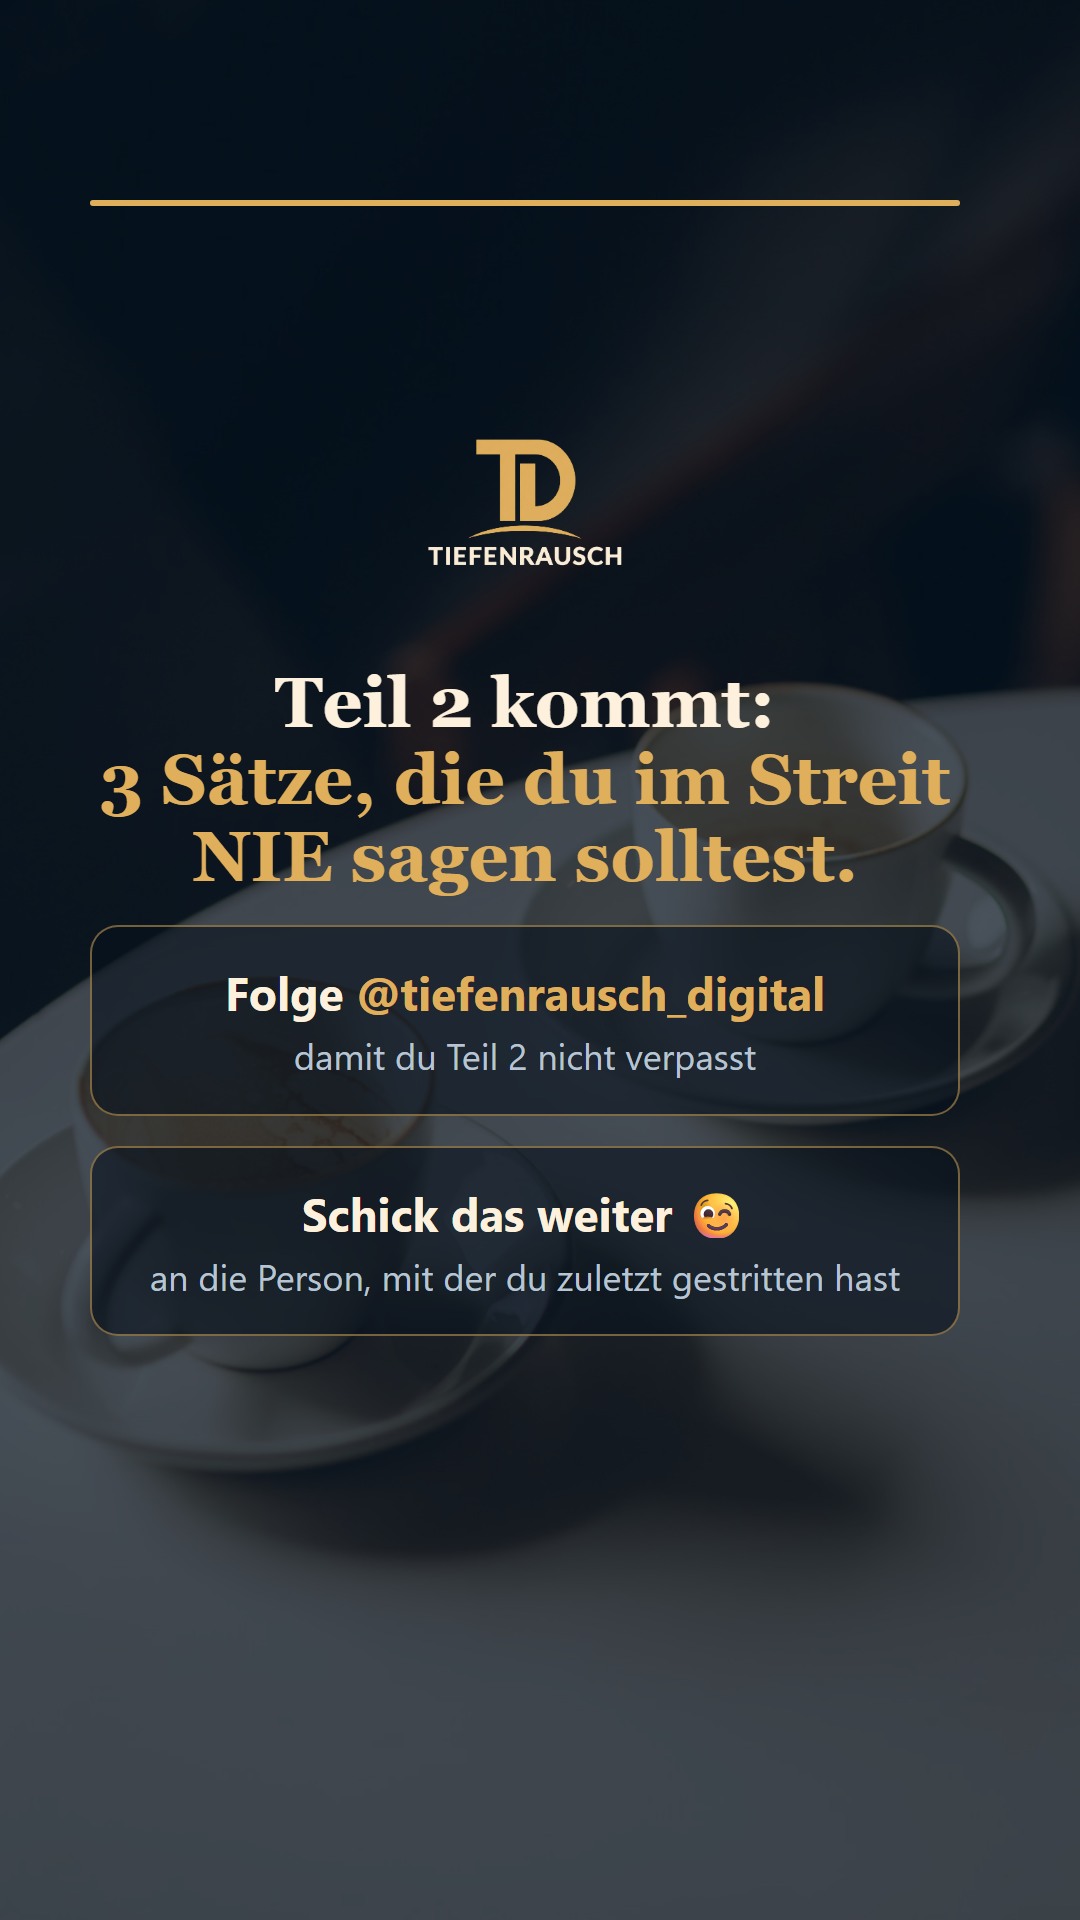 TIEFENRAUSCH
Teil 2 kommt:
3 Sätze, die du im Streit
NIE sagen solltest.
Folge @tiefenrausch_digital
damit du Teil 2 nicht verpasst
Schick das weiter 😉
an die Person, mit der du zuletzt gestritten hast